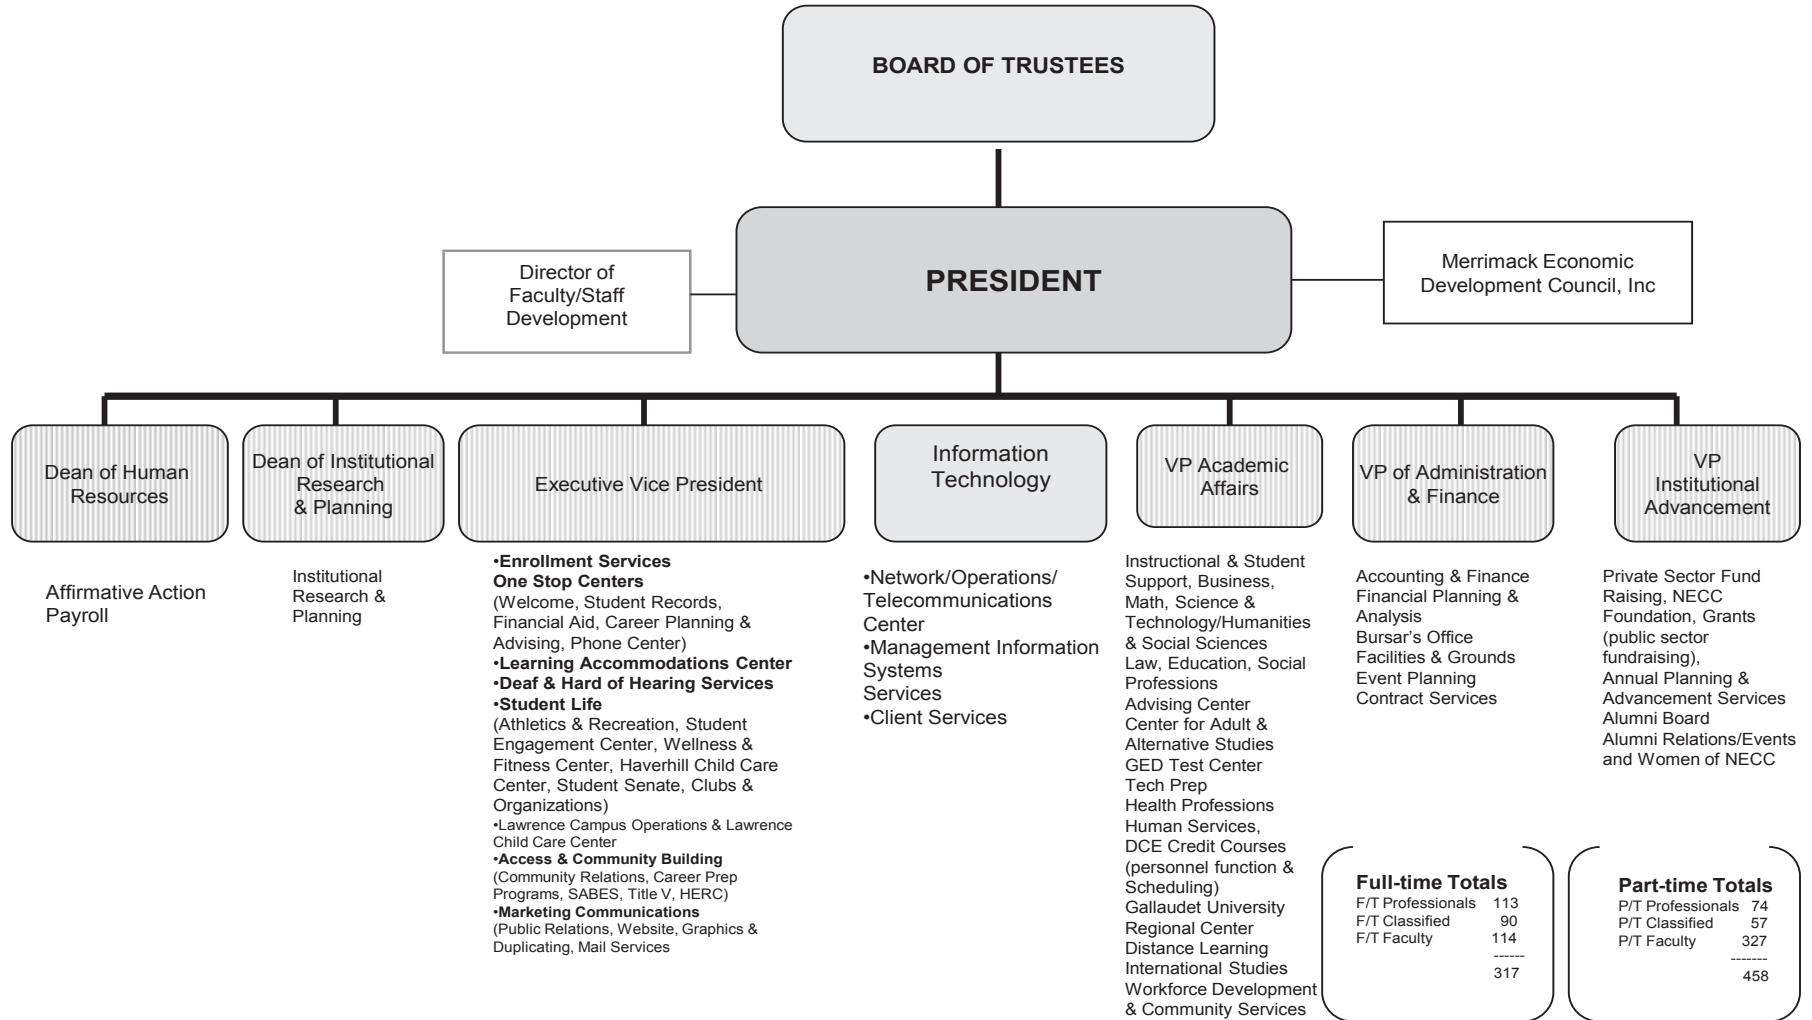 BOARD OF TRUSTEES
PRESIDENT
Director of
Faculty/Staff
Development
Merrimack Economic
Development Council, Inc
Dean of Human
Resources
Dean of Institutional
Research
& Planning
Executive Vice President
Information
Technology
VP Academic
Affairs
VP of Administration
& Finance
VP
Institutional
Advancement
Affirmative Action
Payroll
Institutional
Research &
Planning
•Enrollment Services
One Stop Centers
(Welcome, Student Records,
Financial Aid, Career Planning &
Advising, Phone Center)
•Learning Accommodations Center
•Deaf & Hard of Hearing Services
•Student Life
(Athletics & Recreation, Student
Engagement Center, Wellness &
Fitness Center, Haverhill Child Care
Center, Student Senate, Clubs &
Organizations)
•Lawrence Campus Operations & Lawrence
Child Care Center
•Access & Community Building
(Community Relations, Career Prep
Programs, SABES, Title V, HERC)
•Marketing Communications
(Public Relations, Website, Graphics &
Duplicating, Mail Services
•Network/Operations/
Telecommunications
Center
•Management Information
Systems
Services
•Client Services
Instructional & Student
Support, Business,
Math, Science &
Technology/Humanities
& Social Sciences
Law, Education, Social
Professions
Advising Center
Center for Adult &
Alternative Studies
GED Test Center
Tech Prep
Health Professions
Human Services,
DCE Credit Courses
(personnel function &
Scheduling)
Gallaudet University
Regional Center
Distance Learning
International Studies
Workforce Development
& Community Services
Accounting & Finance
Financial Planning &
Analysis
Bursar's Office
Facilities & Grounds
Event Planning
Contract Services
Private Sector Fund
Raising, NECC
Foundation, Grants
(public sector
fundraising),
Annual Planning &
Advancement Services
Alumni Board
Alumni Relations/Events
and Women of NECC
Full-time Totals
F/T Professionals 113
F/T Classified 90
F/T Faculty 114
------
317
Part-time Totals
P/T Professionals 74
P/T Classified 57
P/T Faculty 327
-------
458